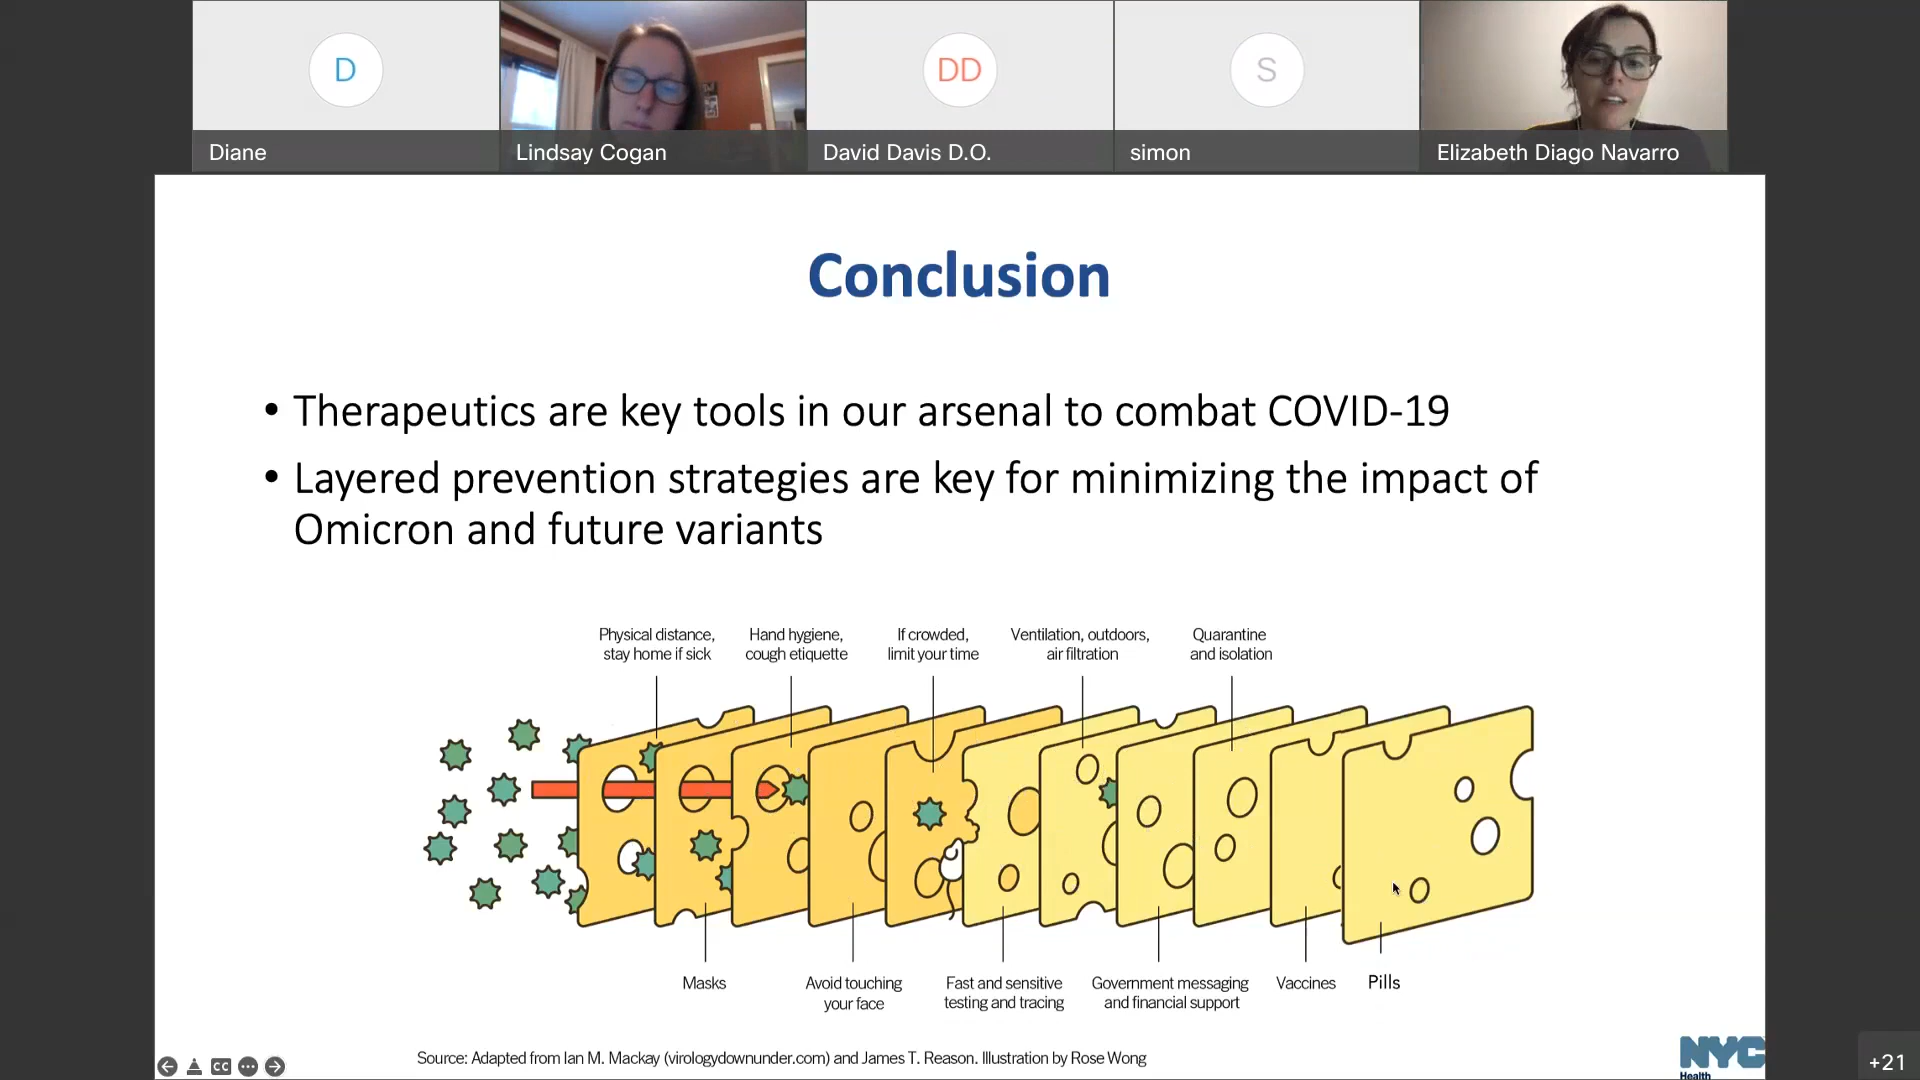 D
DD
S
Diane
Lindsay Cogan
David Davis D.O.
simon
Elizabeth Diago Navarro
Conclusion
• Therapeutics are key tools in our arsenal to combat COVID-19
• Layered prevention strategies are key for minimizing the impact of
Omicron and future variants
Physical distance,
stay home if sick
Hand hygiene,
cough etiquette
If crowded,
limit your time
Ventilation, outdoors,
air filtration
Quarantine
and isolation
Masks
Avoid touching
your face
Fast and sensitive
testing and tracing
Government messaging
and financial support
Vaccines
Pills
Source: Adapted from Ian M. Mackay (virologydownunder.com) and James T. Reason. Illustration by Rose Wong
CC
NYC
Health
+21